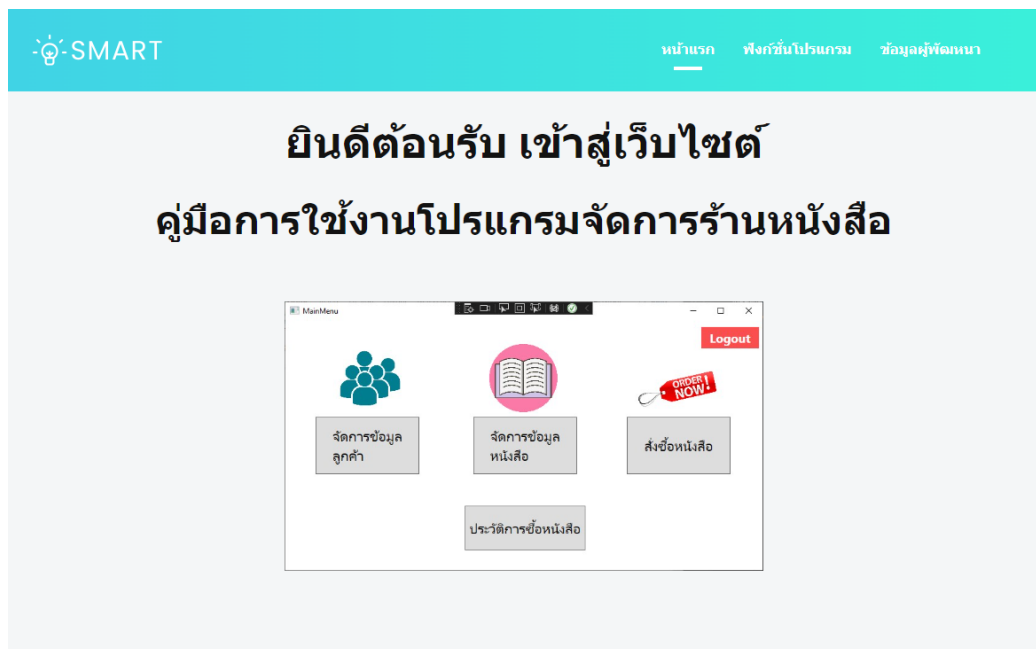 SMART
หน้าแรก ฟังก์ชั่นโปรแกรม ข้อมูลผู้พัฒหนา
ยินดีต้อนรับ เข้าสู่เว็บไซต์
คู่มือการใช้งานโปรแกรมจัดการร้านหนังสือ
MainMenu
Logout
ORDER NOW!
จัดการข้อมูล
ลูกค้า
จัดการข้อมูล
หนังสือ
สั่งซื้อหนังสือ
ประวัติการซื้อหนังสือ